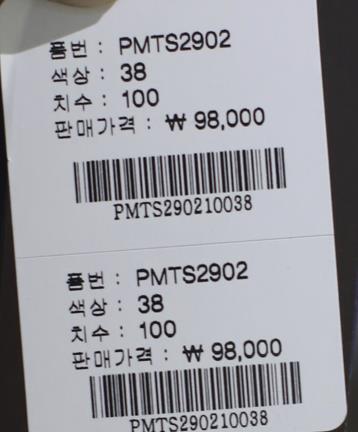 품번 : PMTS2902
색상 : 38
치수 : 100
판매가격 : ₩ 98,000
PMTS290210038
품번 : PMTS2902
색상 : 38
치수 : 100
판매가격 : ₩ 98,000
PMTS290210038